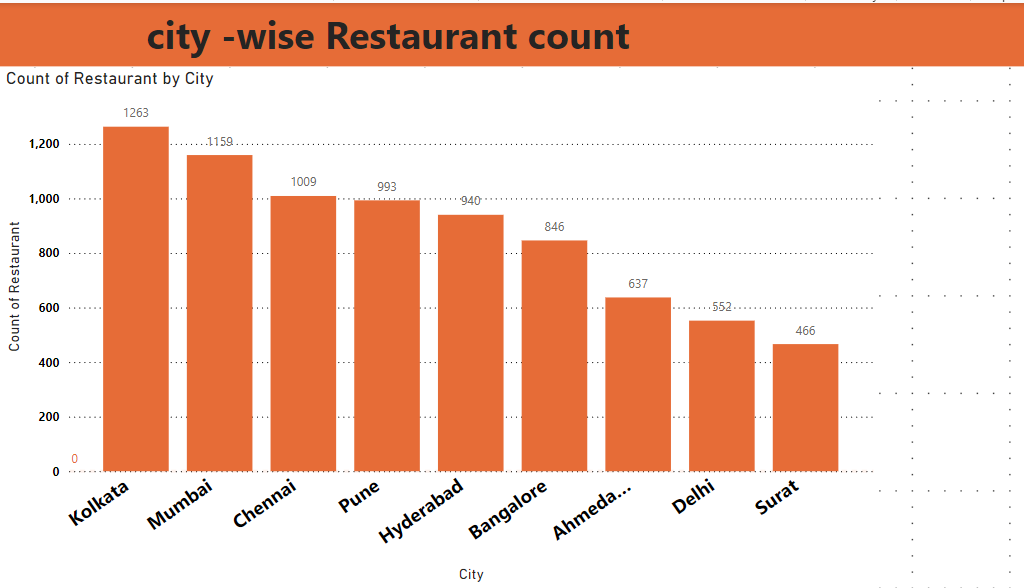 city -wise Restaurant count
Count of Restaurant by City
1263
1,200
1159
1009
1,000
993
940
846
800
637
600
552
466
400
200
0
0
Count of Restaurant
Kolkata
Mumbai
Chennai
Pune
Hyderabad
Bangalore
Ahmeda...
Delhi
Surat
City